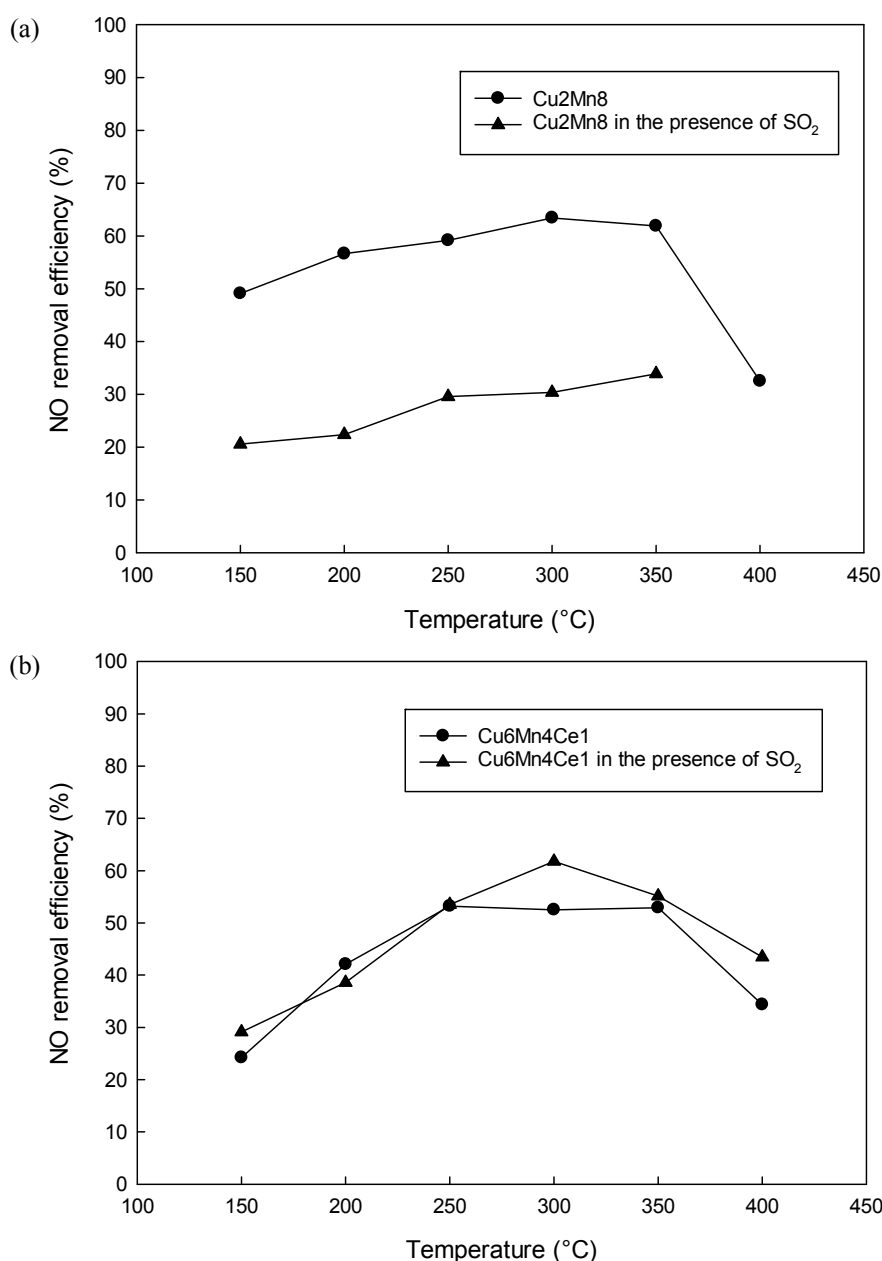 (a)
100
90
80
70
60
50
40
30
20
10
0
NO removal efficiency (%)
Cu2Mn8
Cu2Mn8 in the presence of SO2
100 150 200 250 300 350 400 450
Temperature (°C)
(b)
100
90
80
70
60
50
40
30
20
10
0
NO removal efficiency (%)
Cu6Mn4Ce1
Cu6Mn4Ce1 in the presence of SO2
100 150 200 250 300 350 400 450
Temperature (°C)